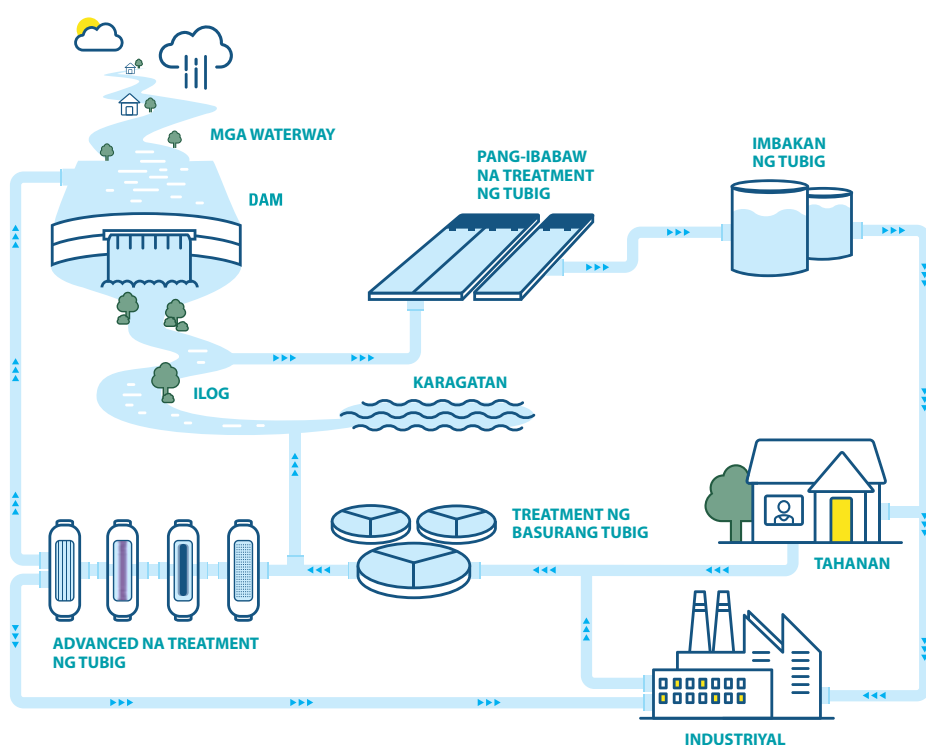 MGA WATERWAY
DAM
PANG-IBABAW
NA TREATMENT
NG TUBIG
IMBAKAN
NG TUBIG
ILOG
KARAGATAN
TREATMENT NG
BASURANG TUBIG
TAHANAN
ADVANCED NA TREATMENT
NG TUBIG
INDUSTRIYAL